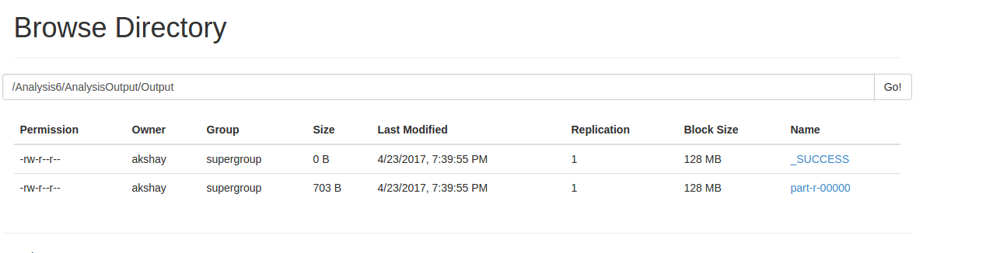 Browse Directory
/Analysis6/AnalysisOutput/Output Go!
Permission Owner Group Size Last Modified Replication Block Size Name
-rw-r--r-- akshay supergroup 0 B 4/23/2017, 7:39:55 PM 1 128 MB _SUCCESS
-rw-r--r-- akshay supergroup 703 B 4/23/2017, 7:39:55 PM 1 128 MB part-r-00000